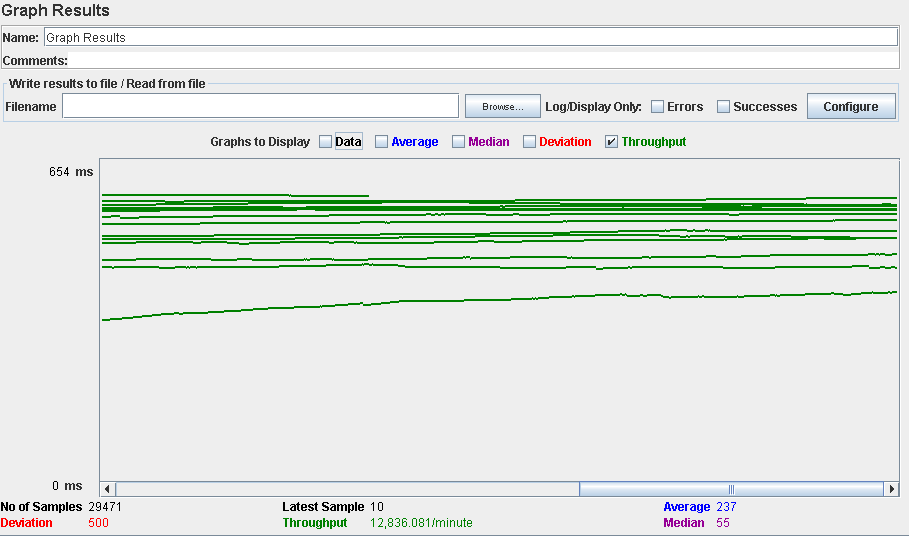 Graph Results
Name: Graph Results
Comments:
Write results to file / Read from file
Filename Browse... Log/Display Only: Errors Successes Configure
Graphs to Display Data Average Median Deviation Throughput
654 ms
0 ms
No of Samples 29471 Latest Sample 10 Average 237
Deviation 500 Throughput 12,836.081/minute Median 55